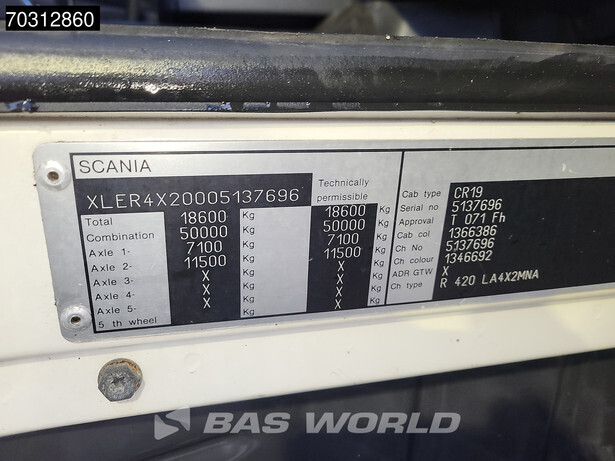 70312860
SCANIA
XLER4X20005137696
Technically permissible
Total 18600 Kg 18600 Kg
Combination 50000 Kg 50000 Kg
Axle 1- 7100 Kg 7100 Kg
Axle 2- 11500 Kg 11500 Kg
Axle 3- X Kg X Kg
Axle 4- X Kg X Kg
Axle 5- X Kg X Kg
5 th wheel X Kg X Kg
Cab type CR19
Serial no 5137696
Approval T 071 Fh
Cab col 1366386
Ch No 5137696
Ch colour 1346692
ADR GTW X
Ch type R 420 LA4X2MNA
BAS WORLD